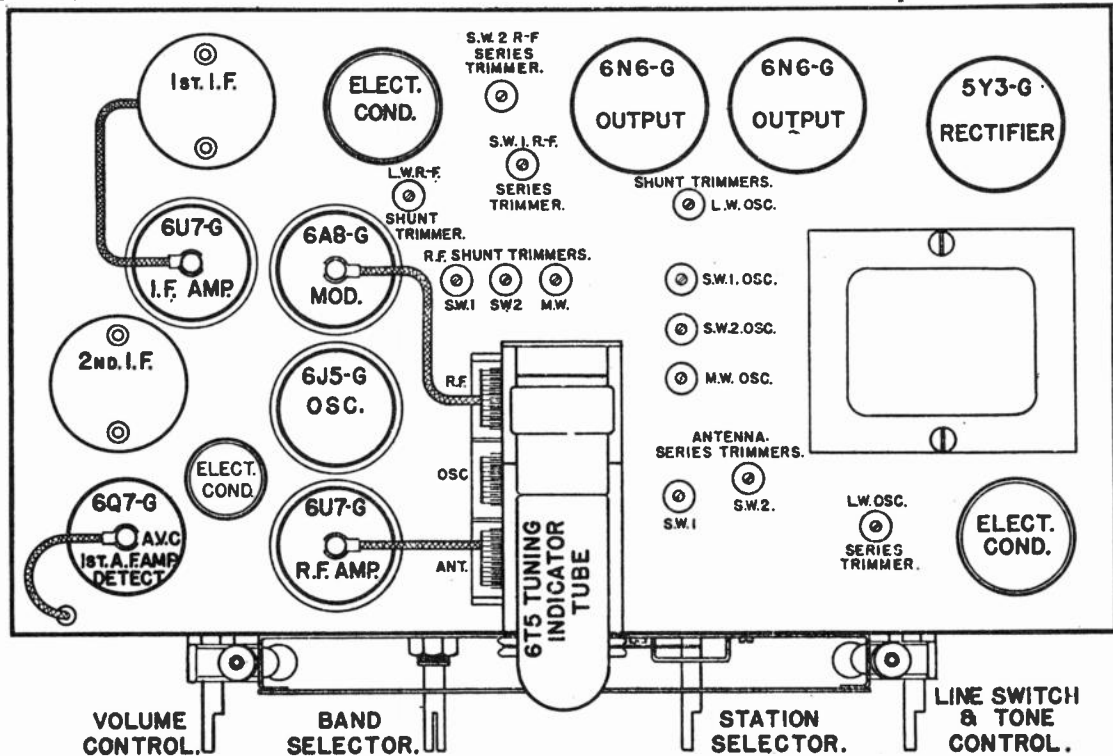 1ST. I.F.
ELECT.
COND.
S.W. 2 R-F
SERIES
TRIMMER.
6N6-G
OUTPUT
6N6-G
OUTPUT
5Y3-G
RECTIFIER
S.W.1. R-F.
SERIES
TRIMMER.
L.W.R-F.
SHUNT
TRIMMER.
SHUNT TRIMMERS.
L.W. OSC.
6U7-G
I.F. AMP.
6A8-G
MOD.
R.F. SHUNT TRIMMERS.
S.W.1
SW2
M.W.
S.W.1. OSC.
S.W.2. OSC.
M.W. OSC.
2ND. I.F.
6J5-G
OSC.
R.F.
OSC
ANT.
ANTENNA.
SERIES TRIMMERS.
S.W.1
S.W.2.
ELECT.
COND.
6Q7-G
A.V.C
1ST. A.F. AMP
DETECT
6U7-G
R.F. AMP.
6T5 TUNING
INDICATOR
TUBE
L.W. OSC.
SERIES
TRIMMER.
ELECT.
COND.
VOLUME
CONTROL.
BAND
SELECTOR.
STATION
SELECTOR.
LINE SWITCH
& TONE
CONTROL.